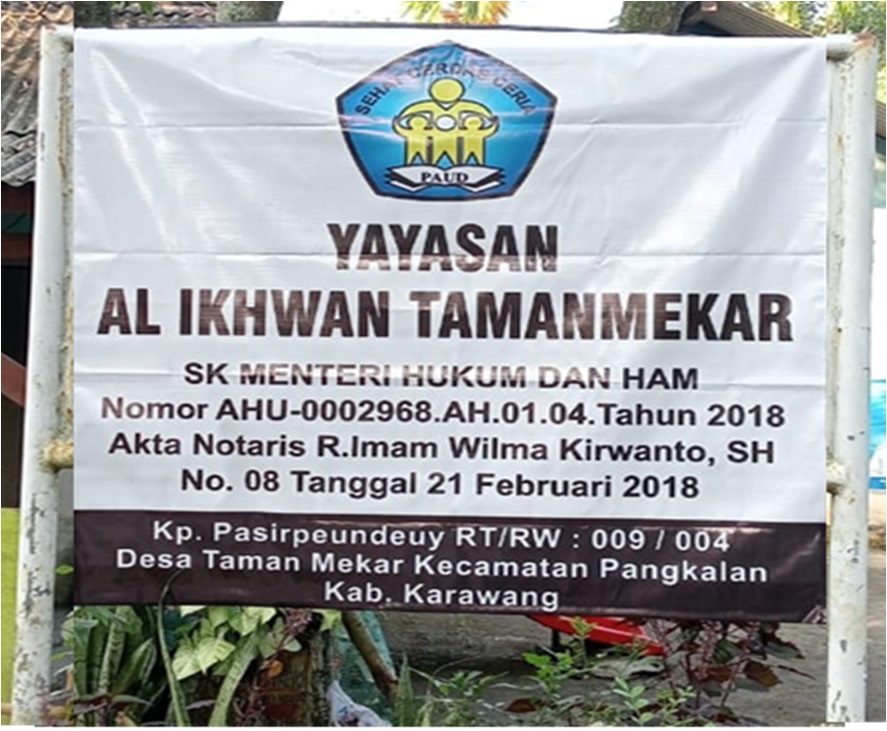 SEHAT CERDAS CERIA
PAUD
YAYASAN
AL IKHWAN TAMANMEKAR
SK MENTERI HUKUM DAN HAM
Nomor AHU-0002968.AH.01.04.Tahun 2018
Akta Notaris R.Imam Wilma Kirwanto, SH
No. 08 Tanggal 21 Februari 2018
Kp. Pasirpeundeuy RT/RW : 009 / 004
Desa Taman Mekar Kecamatan Pangkalan
Kab. Karawang